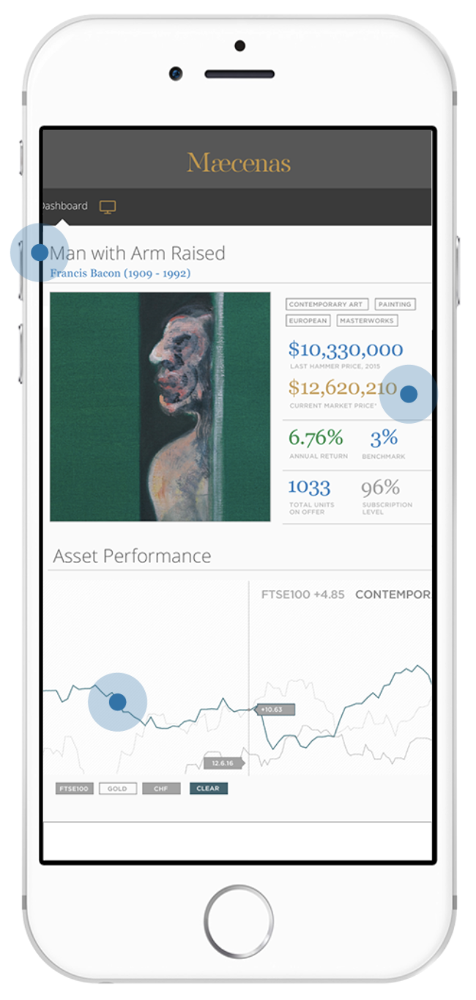 Mæcenas
Dashboard
Man with Arm Raised
Francis Bacon (1909 - 1992)
CONTEMPORARY ART PAINTING
EUROPEAN MASTERWORKS
$10,330,000
LAST HAMMER PRICE, 2015
$12,620,210
CURRENT MARKET PRICE*
6.76% 3%
ANNUAL RETURN BENCHMARK
1033 96%
TOTAL UNITS SUBSCRIPTION
ON OFFER LEVEL
Asset Performance
FTSE100 +4.85 CONTEMPOR
+10.63
12.6.16
FTSE100 GOLD CHF CLEAR